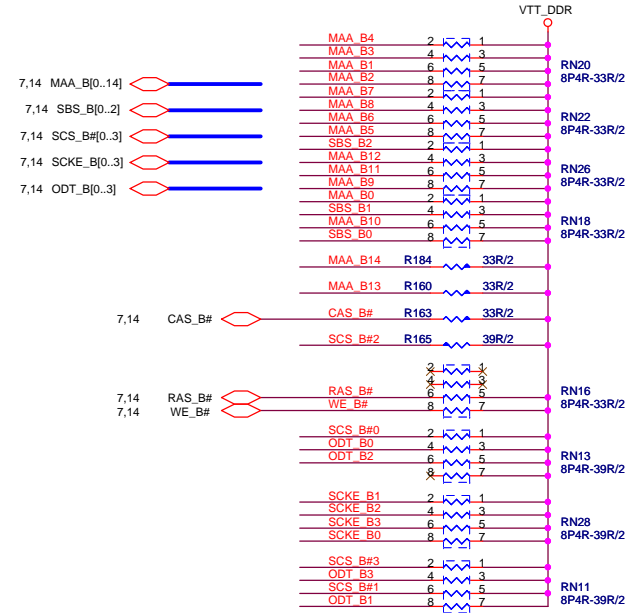 VTT_DDR
MAA_B4 2 1
MAA_B3 4 3
MAA_B1 6 5 RN20
MAA_B2 8 7 8P4R-33R/2
7,14 MAA_B[0..14]
MAA_B7 2 1
MAA_B8 4 3
7,14 SBS_B[0..2]
MAA_B6 6 5 RN22
MAA_B5 8 7 8P4R-33R/2
7,14 SCS_B#[0..3]
SBS_B2 2 1
MAA_B12 4 3
7,14 SCKE_B[0..3]
MAA_B11 6 5 RN26
MAA_B9 8 7 8P4R-33R/2
7,14 ODT_B[0..3]
MAA_B0 2 1
SBS_B1 4 3
MAA_B10 6 5 RN18
SBS_B0 8 7 8P4R-33R/2
MAA_B14 R184 33R/2
MAA_B13 R160 33R/2
7,14 CAS_B# CAS_B# R163 33R/2
SCS_B#2 R165 39R/2
2 1
4 3
7,14 RAS_B# RAS_B# 6 5 RN16
7,14 WE_B# WE_B# 8 7 8P4R-33R/2
SCS_B#0 2 1
ODT_B0 4 3
ODT_B2 6 5 RN13
8 7 8P4R-39R/2
SCKE_B1 2 1
SCKE_B2 4 3
SCKE_B3 6 5 RN28
SCKE_B0 8 7 8P4R-39R/2
SCS_B#3 2 1
ODT_B3 4 3
SCS_B#1 6 5 RN11
ODT_B1 8 7 8P4R-39R/2